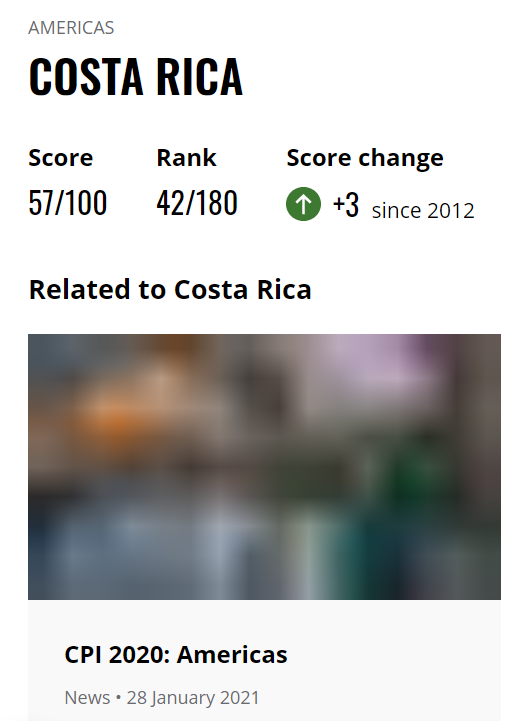 AMERICAS
COSTA RICA
Score Rank Score change
57/100 42/180 +3 since 2012
Related to Costa Rica
CPI 2020: Americas
News • 28 January 2021